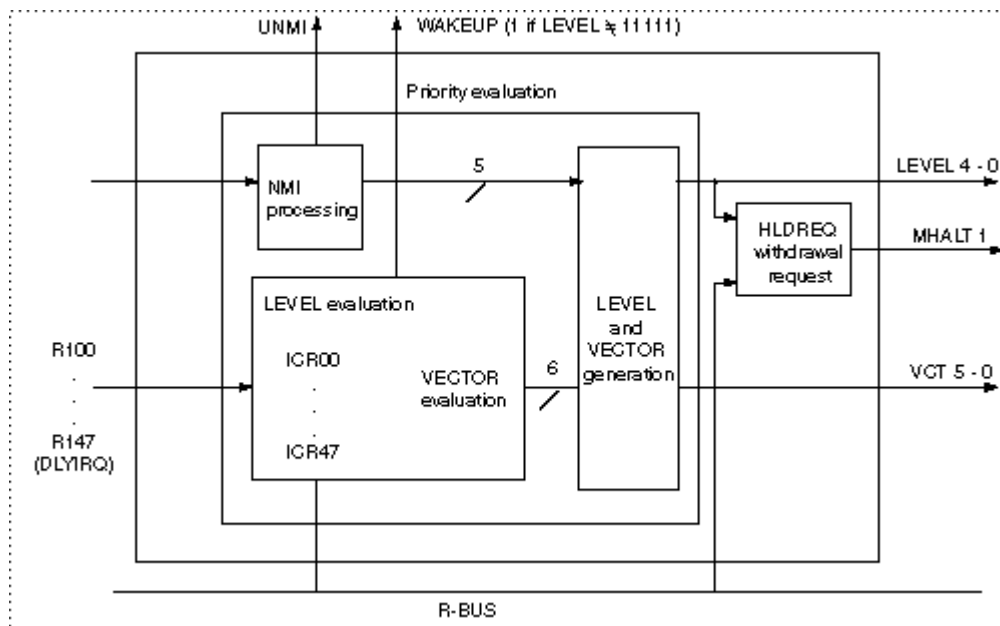 UNMI
WAKEUP (1 if LEVEL ≒ 11111)
Priority evaluation
5
NMI
processing
LEVEL 4 - 0
HLDREQ
withdrawal
request
MHALT 1
LEVEL evaluation
LEVEL
and
VECTOR
generation
R100
.
.
.
R147
(DLYIRQ)
ICR00
.
.
.
ICR47
VECTOR
evaluation
6
VCT 5 - 0
R-BUS